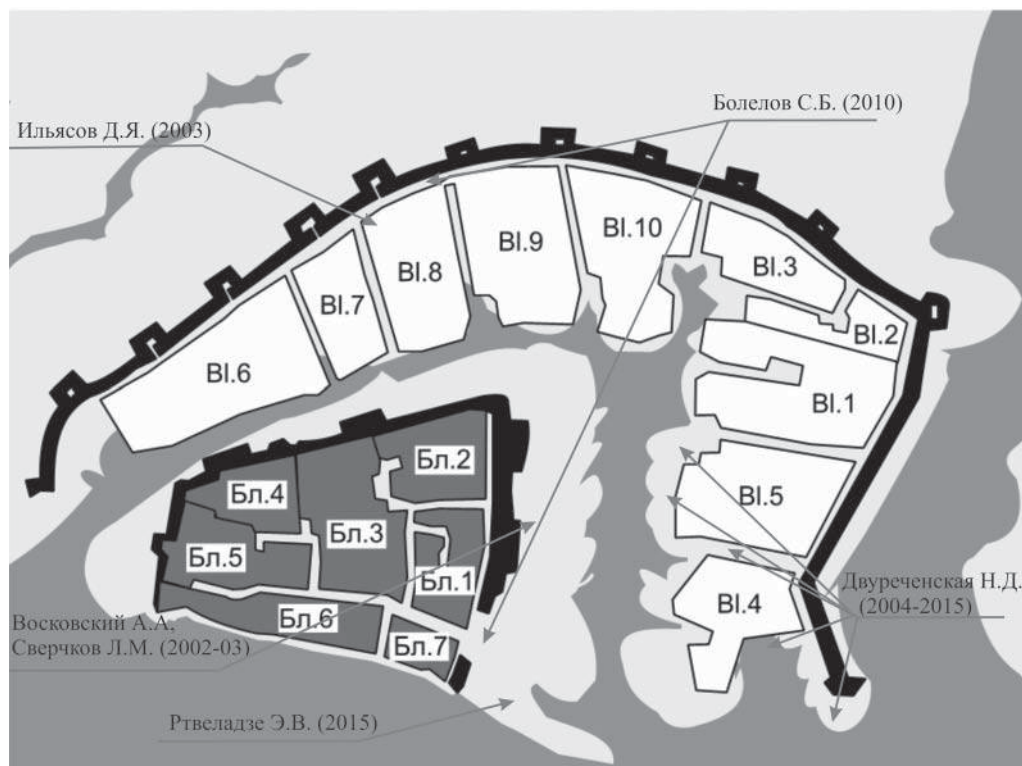 Болелов С.Б. (2010)
Ильясов Д.Я. (2003)
Bl.10
Bl.9
Bl.8
Bl.3
Bl.7
Bl.2
Bl.6
Bl.1
Бл.2
Бл.4
Bl.5
Бл.3
Бл.5
Бл.1
Двуреченская Н.Д.
(2004-2015)
Bl.4
Бл.6
Восковский А.А,
Сверчков Л.М. (2002-03)
Бл.7
Ртвеладзе Э.В. (2015)